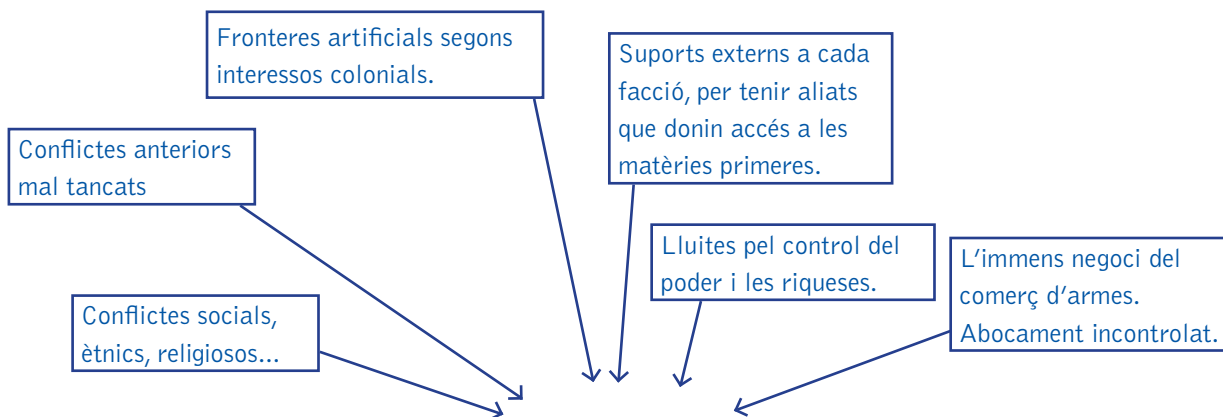 Fronteres artificials segons
interessos colonials.
Suports externs a cada
facció, per tenir aliats
que donin accés a les
matèries primeres.
Conflictes anteriors
mal tancats
Lluites pel control del
poder i les riqueses.
L’immens negoci del
comerç d’armes.
Abocament incontrolat.
Conflictes socials,
ètnics, religiosos...